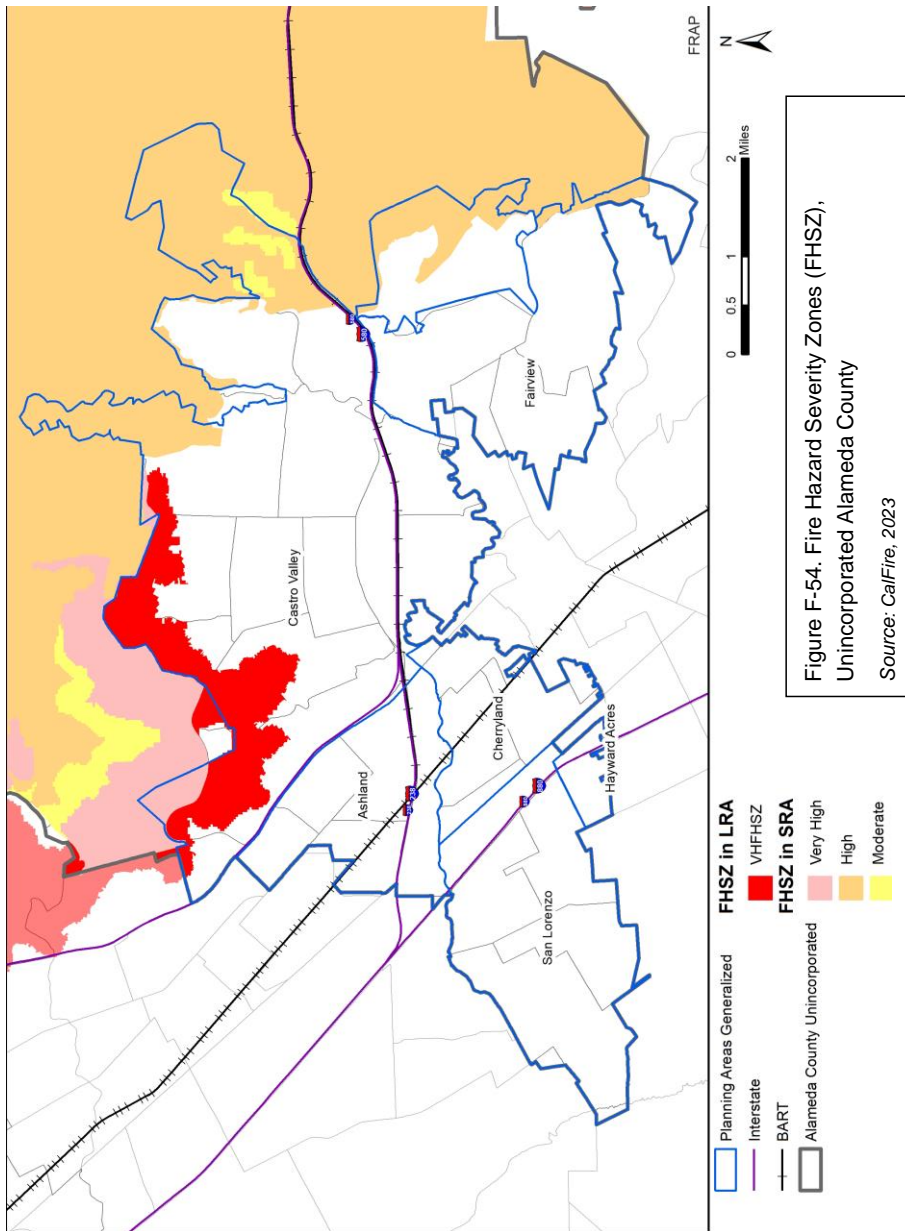 FRAP
Castro Valley
Ashland
Fairview
Cherryland
Hayward Acres
San Lorenzo
580
880
Planning Areas Generalized
Interstate
BART
Alameda County Unincorporated
FHSZ in LRA
VHFHSZ
FHSZ in SRA
Very High
High
Moderate
0 0.5 1 2
Miles
N
Figure F-54. Fire Hazard Severity Zones (FHSZ),
Unincorporated Alameda County
Source: CalFire, 2023